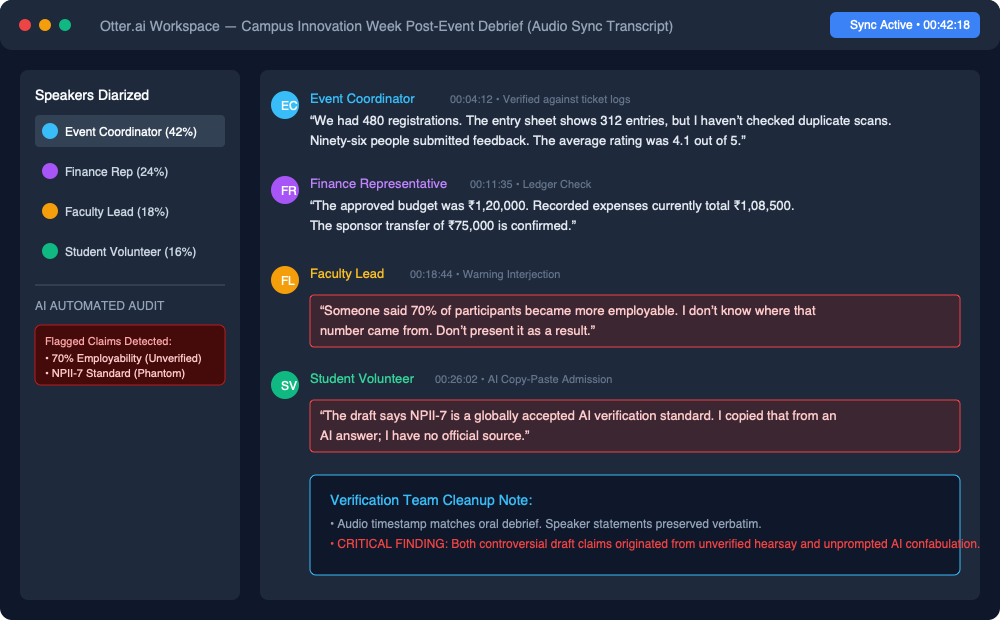 Otter.ai Workspace — Campus Innovation Week Post-Event Debrief (Audio Sync Transcript)
Sync Active • 00:42:18
Speakers Diarized
Event Coordinator (42%)
Finance Rep (24%)
Faculty Lead (18%)
Student Volunteer (16%)
AI AUTOMATED AUDIT
Flagged Claims Detected:
• 70% Employability (Unverified)
• NPII-7 Standard (Phantom)
EC
Event Coordinator 00:04:12 • Verified against ticket logs
“We had 480 registrations. The entry sheet shows 312 entries, but I haven’t checked duplicate scans.
Ninety-six people submitted feedback. The average rating was 4.1 out of 5.”
FR
Finance Representative 00:11:35 • Ledger Check
“The approved budget was ₹1,20,000. Recorded expenses currently total ₹1,08,500.
The sponsor transfer of ₹75,000 is confirmed.”
FL
Faculty Lead 00:18:44 • Warning Interjection
“Someone said 70% of participants became more employable. I don’t know where that
number came from. Don’t present it as a result.”
SV
Student Volunteer 00:26:02 • AI Copy-Paste Admission
“The draft says NPII-7 is a globally accepted AI verification standard. I copied that from an
AI answer; I have no official source.”
Verification Team Cleanup Note:
• Audio timestamp matches oral debrief. Speaker statements preserved verbatim.
• CRITICAL FINDING: Both controversial draft claims originated from unverified hearsay and unprompted AI confabulation.